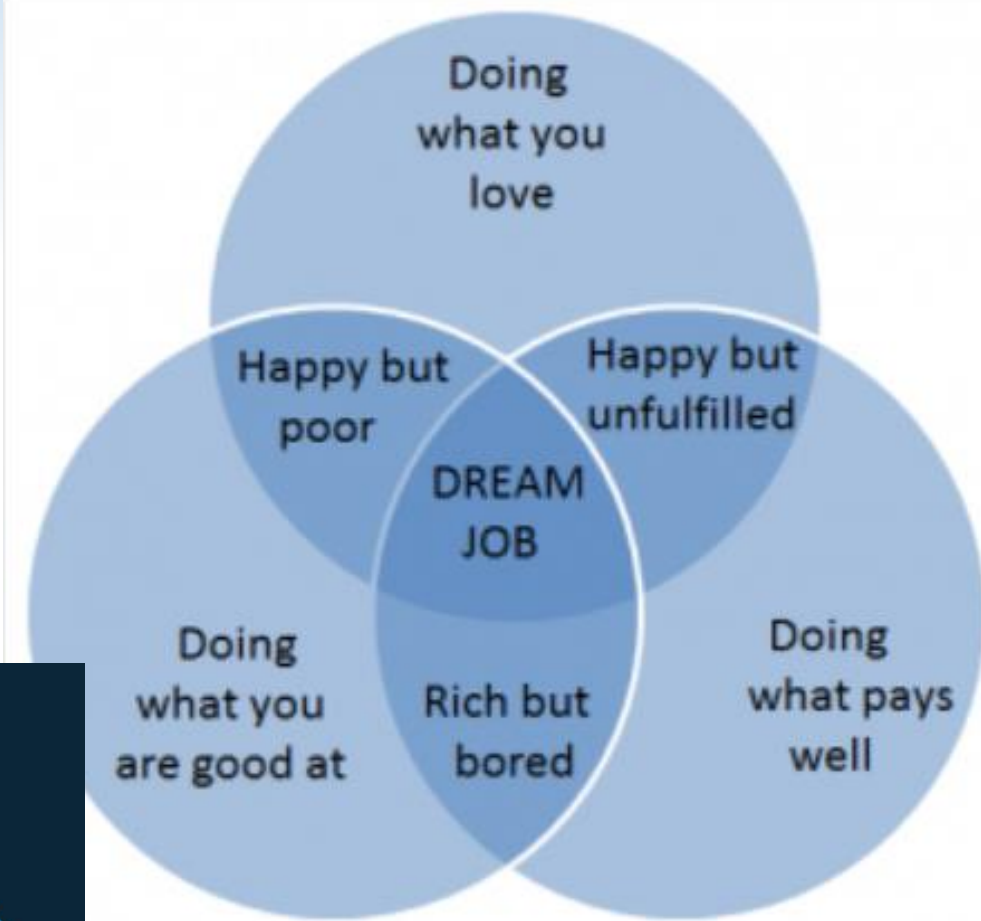 Doing
what you
love
Happy but
poor
Happy but
unfulfilled
DREAM
JOB
Doing
what you
are good at
Rich but
bored
Doing
what pays
well